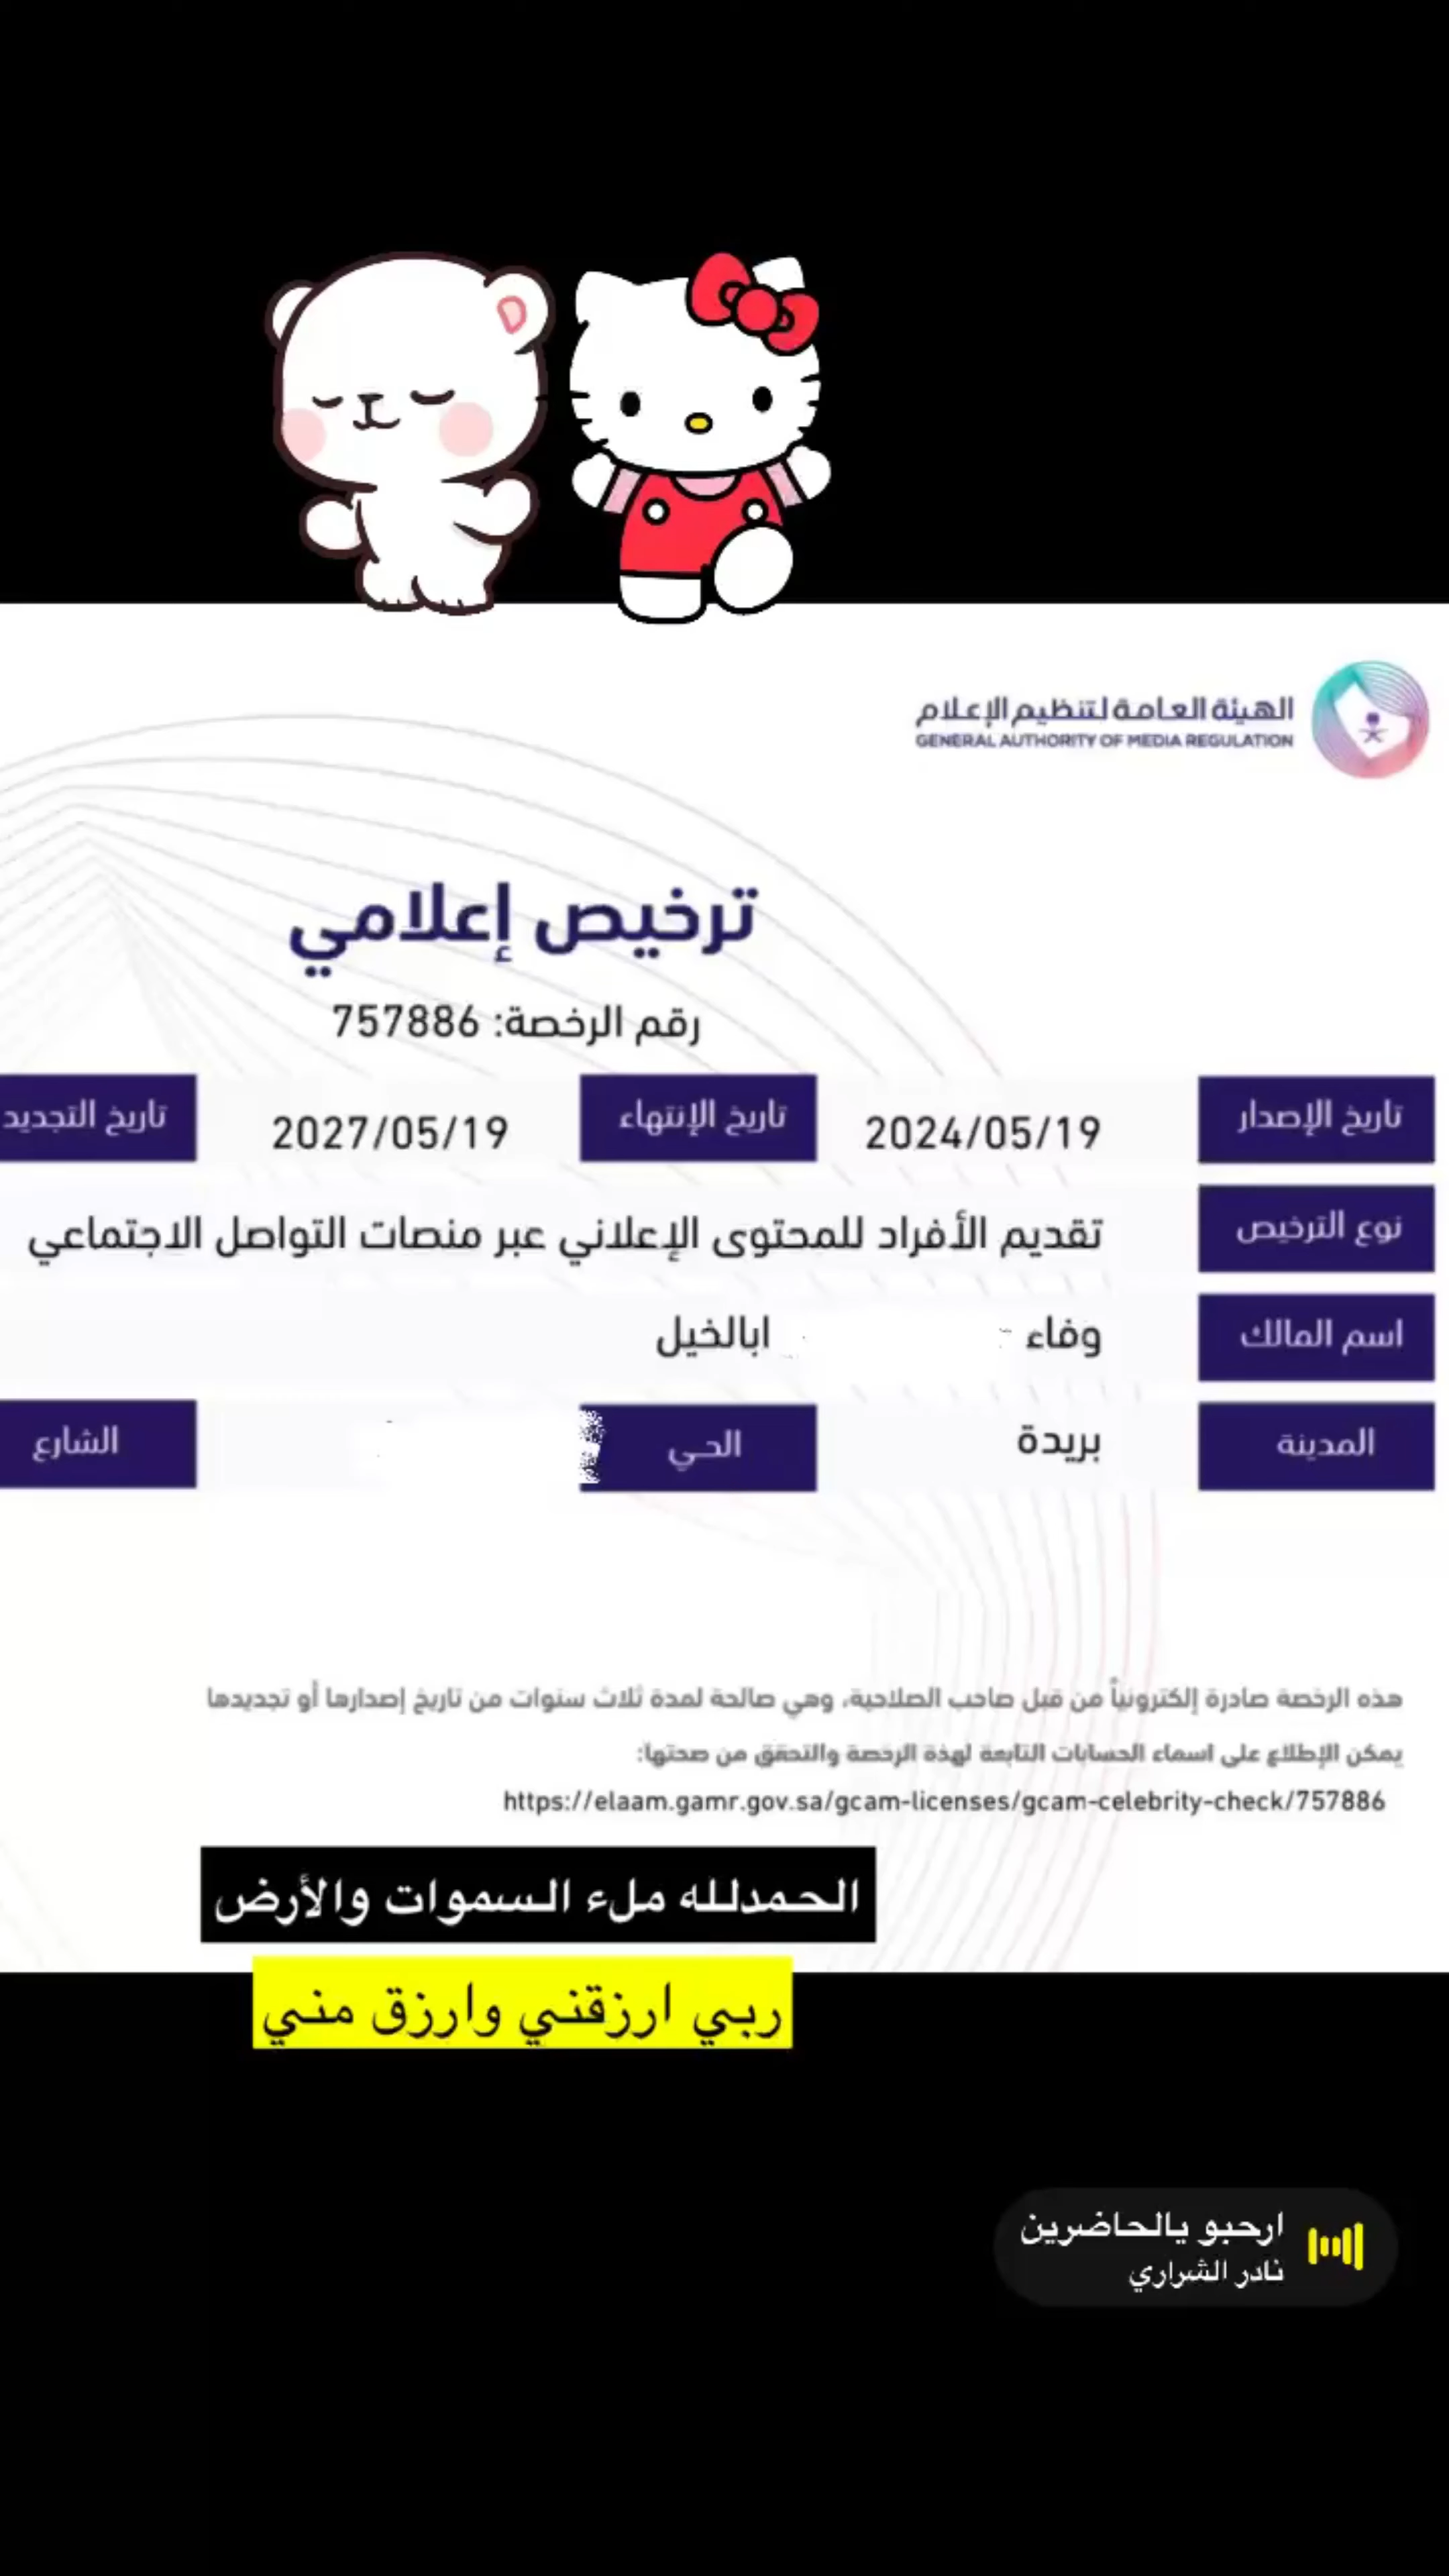 الهيئة العامة لتنظيم الإعلام
GENERAL AUTHORITY OF MEDIA REGULATION
ترخيص إعلامي
رقم الرخصة: 757886
تاريخ الإصدار 2024/05/19 تاريخ الإنتهاء 2027/05/19 تاريخ التجديد
نوع الترخيص تقديم الأفراد للمحتوى الإعلاني عبر منصات التواصل الاجتماعي
اسم المالك وفاء ابالخيل
المدينة بريدة الحي الشارع
هذه الرخصة صادرة إلكترونياً من قبل صاحب الصلاحية، وهي صالحة لمدة ثلاث سنوات من تاريخ إصدارها أو تجديدها
يمكن الإطلاع على اسماء الحسابات التابعة لهذة الرخصة والتحقق من صحتها:
https://elaam.gamr.gov.sa/gcam-licenses/gcam-celebrity-check/757886
الحمدلله ملء السموات والأرض
ربي ارزقني وارزق مني
ارحبو يالحاضرين
نادر الشراري